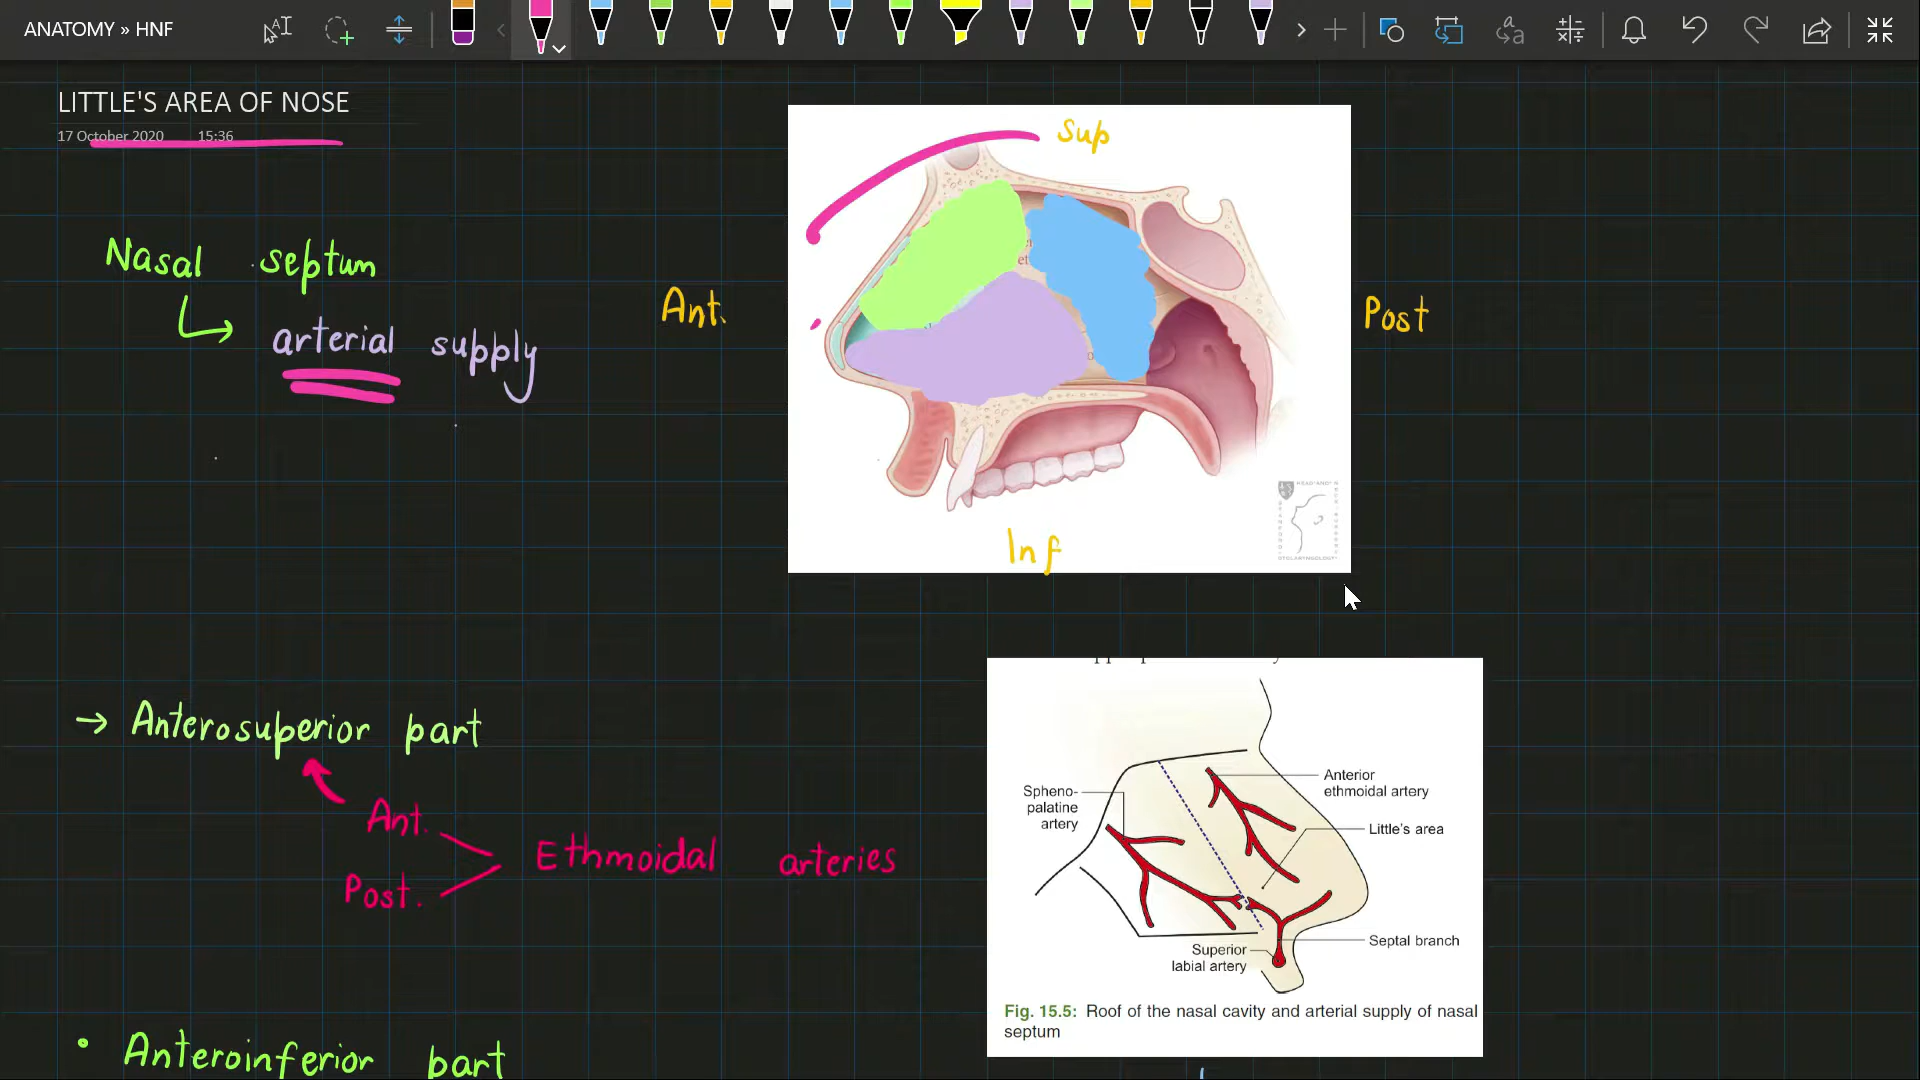 ANATOMY » HNF
LITTLE'S AREA OF NOSE
17 October 2020 15:36
Nasal septum
arterial supply
Sup
Ant.
Post
Inf
→ Anterosuperior part
Ant.
Post.
Ethmoidal arteries
• Anteroinferior part
Spheno-
palatine
artery
Anterior
ethmoidal artery
Little's area
Septal branch
Superior
labial artery
Fig. 15.5: Roof of the nasal cavity and arterial supply of nasal
septum